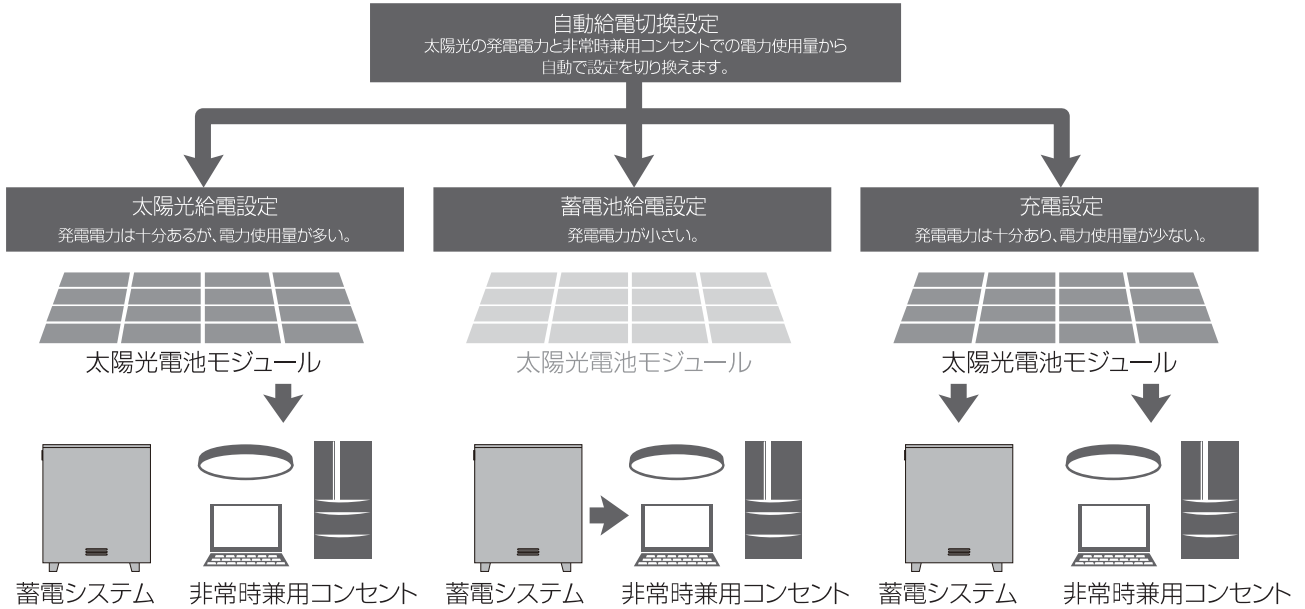 自動給電切換設定
太陽光の発電電力と非常時兼用コンセントでの電力使用量から
自動で設定を切り換えます。
太陽光給電設定
発電電力は十分あるが、電力使用量が多い。
太陽光電池モジュール
蓄電システム
非常時兼用コンセント
蓄電池給電設定
発電電力が小さい。
太陽光電池モジュール
蓄電システム
非常時兼用コンセント
充電設定
発電電力は十分あり、電力使用量が少ない。
太陽光電池モジュール
蓄電システム
非常時兼用コンセント